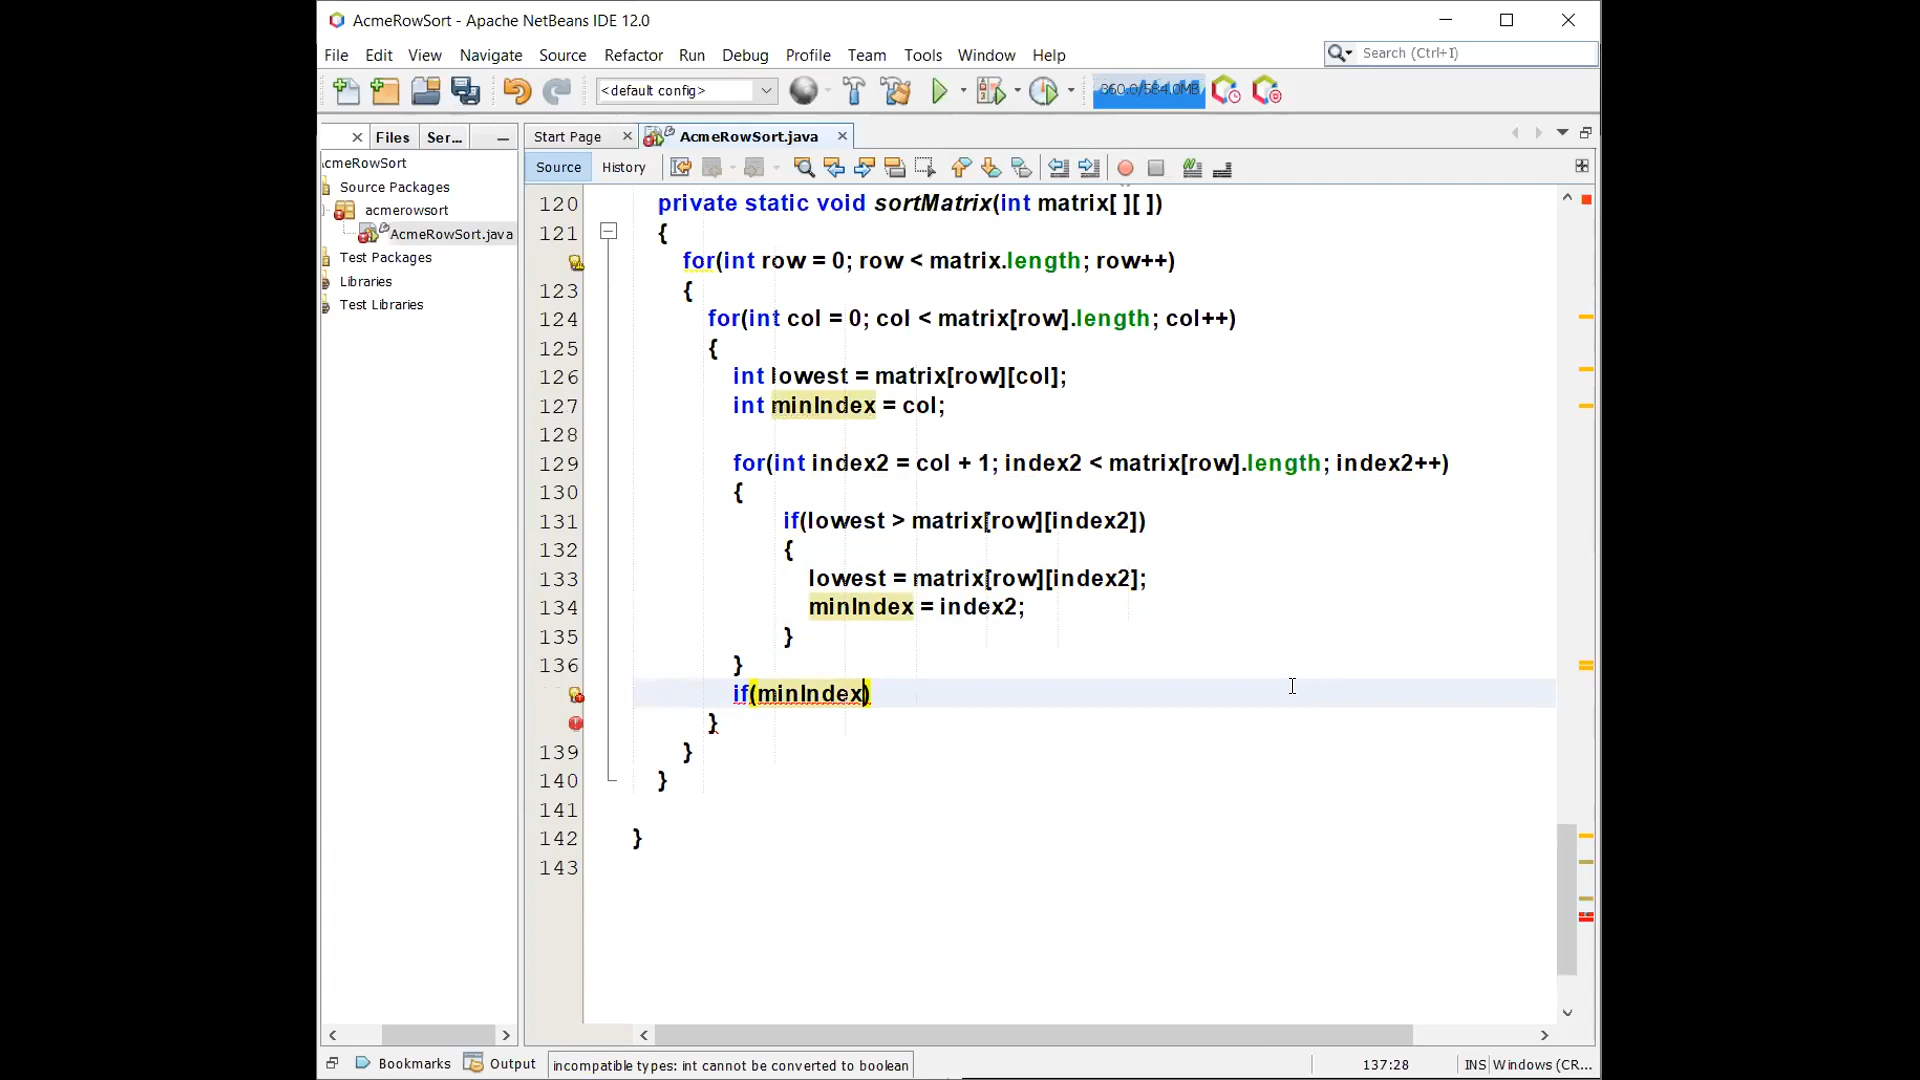 AcmeRowSort - Apache NetBeans IDE 12.0
File Edit View Navigate Source Refactor Run Debug Profile Team Tools Window Help
Search (Ctrl+I)
<default config>
360.0/584.0MB
Files Ser...
Start Page AcmeRowSort.java
Source History
cmeRowSort
Source Packages
acmerowsort
AcmeRowSort.java
Test Packages
Libraries
Test Libraries
120 private static void sortMatrix(int matrix[ ][ ])
121 {
for(int row = 0; row < matrix.length; row++)
123 {
124 for(int col = 0; col < matrix[row].length; col++)
125 {
126 int lowest = matrix[row][col];
127 int minIndex = col;
128
129 for(int index2 = col + 1; index2 < matrix[row].length; index2++)
130 {
131 if(lowest > matrix[row][index2])
132 {
133 lowest = matrix[row][index2];
134 minIndex = index2;
135 }
136 }
if(minIndex)
}
139 }
140 }
141
142 }
143
Bookmarks Output incompatible types: int cannot be converted to boolean 137:28 INS Windows (CR...